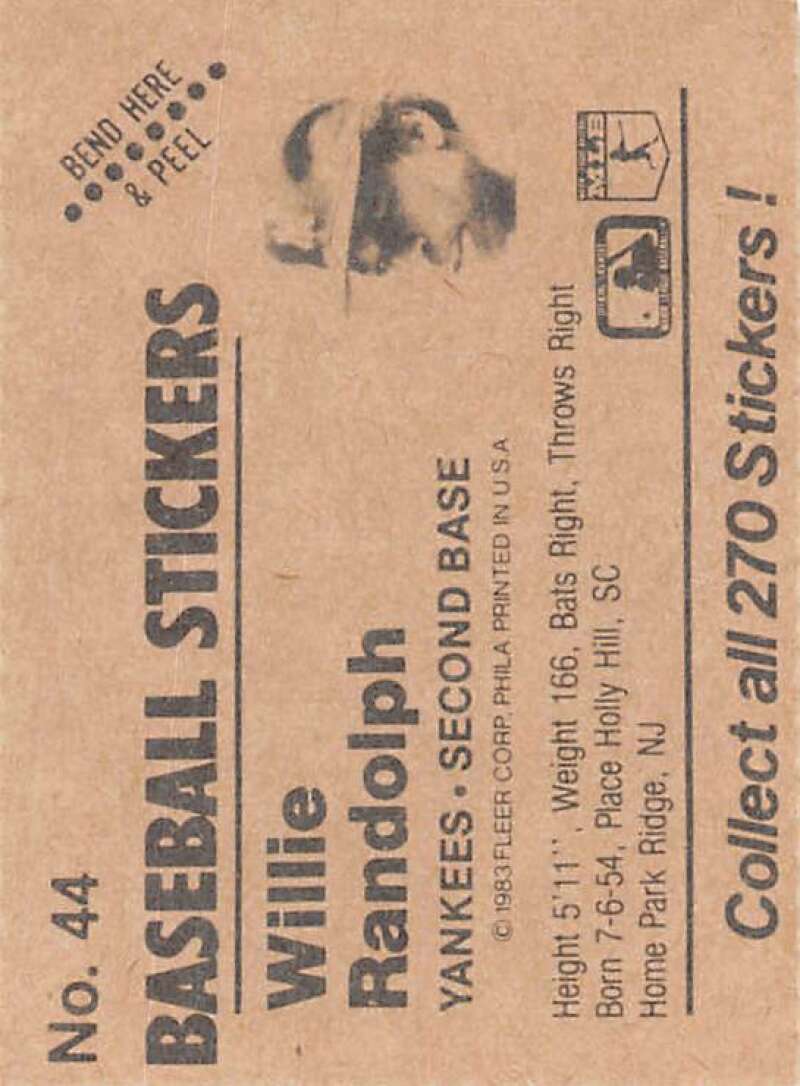 No. 44
BEND HERE
& PEEL
BASEBALL STICKERS
Willie
Randolph
YANKEES • SECOND BASE
© 1983 FLEER CORP. PHILA PRINTED IN U S A
Height 5'11'', Weight 166, Bats Right, Throws Right
Born 7-6-54, Place Holly Hill, SC
Home Park Ridge, NJ
MLB
Collect all 270 Stickers!